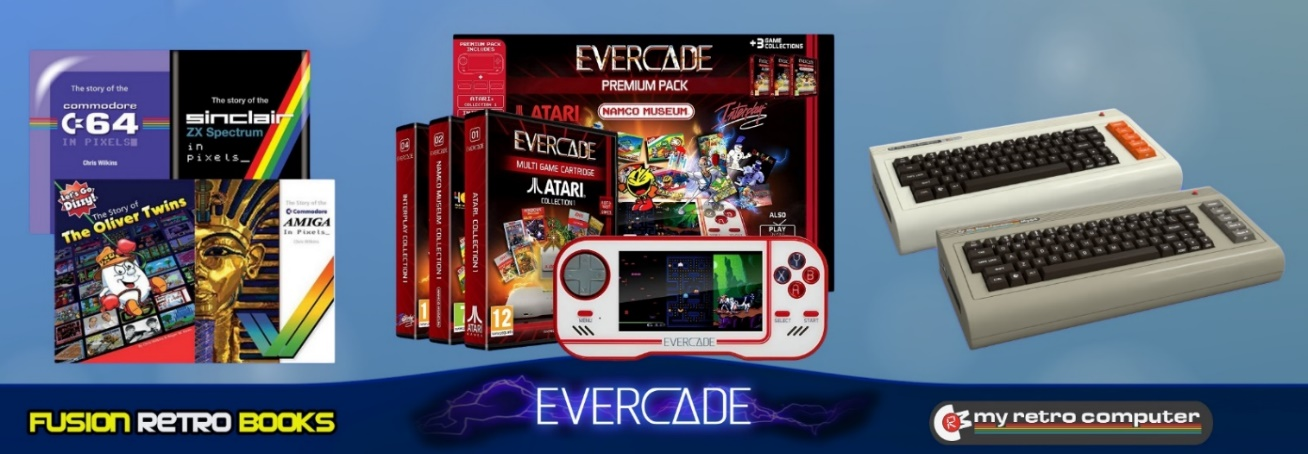 The story of the
commodore
C=64
IN PIXELS
Chris Wilkins
The story of the
sinclair
ZX Spectrum
in
pixels_
Let's Go!
Dizzy!
The Story of
The Oliver Twins
The Story of the
Commodore
AMIGA
In Pixels_
Chris Wilkins
FUSION RETRO BOOKS
PREMIUM PACK
INCLUDES
EVERCADE
PREMIUM PACK
+3 GAME
COLLECTIONS
ATARI
NAMCO MUSEUM
Interplay
04
INTERPLAY COLLECTION 1
02
NAMCO MUSEUM COLLECTION 1
01
ATARI COLLECTION 1
ATARI
EVERCADE
MULTI GAME CARTRIDGE
ATARI
COLLECTION 1
12
ALSO
PLAY
MENU
X
Y
B
A
SELECT
START
EVERCADE
EVERCADE
my retro computer